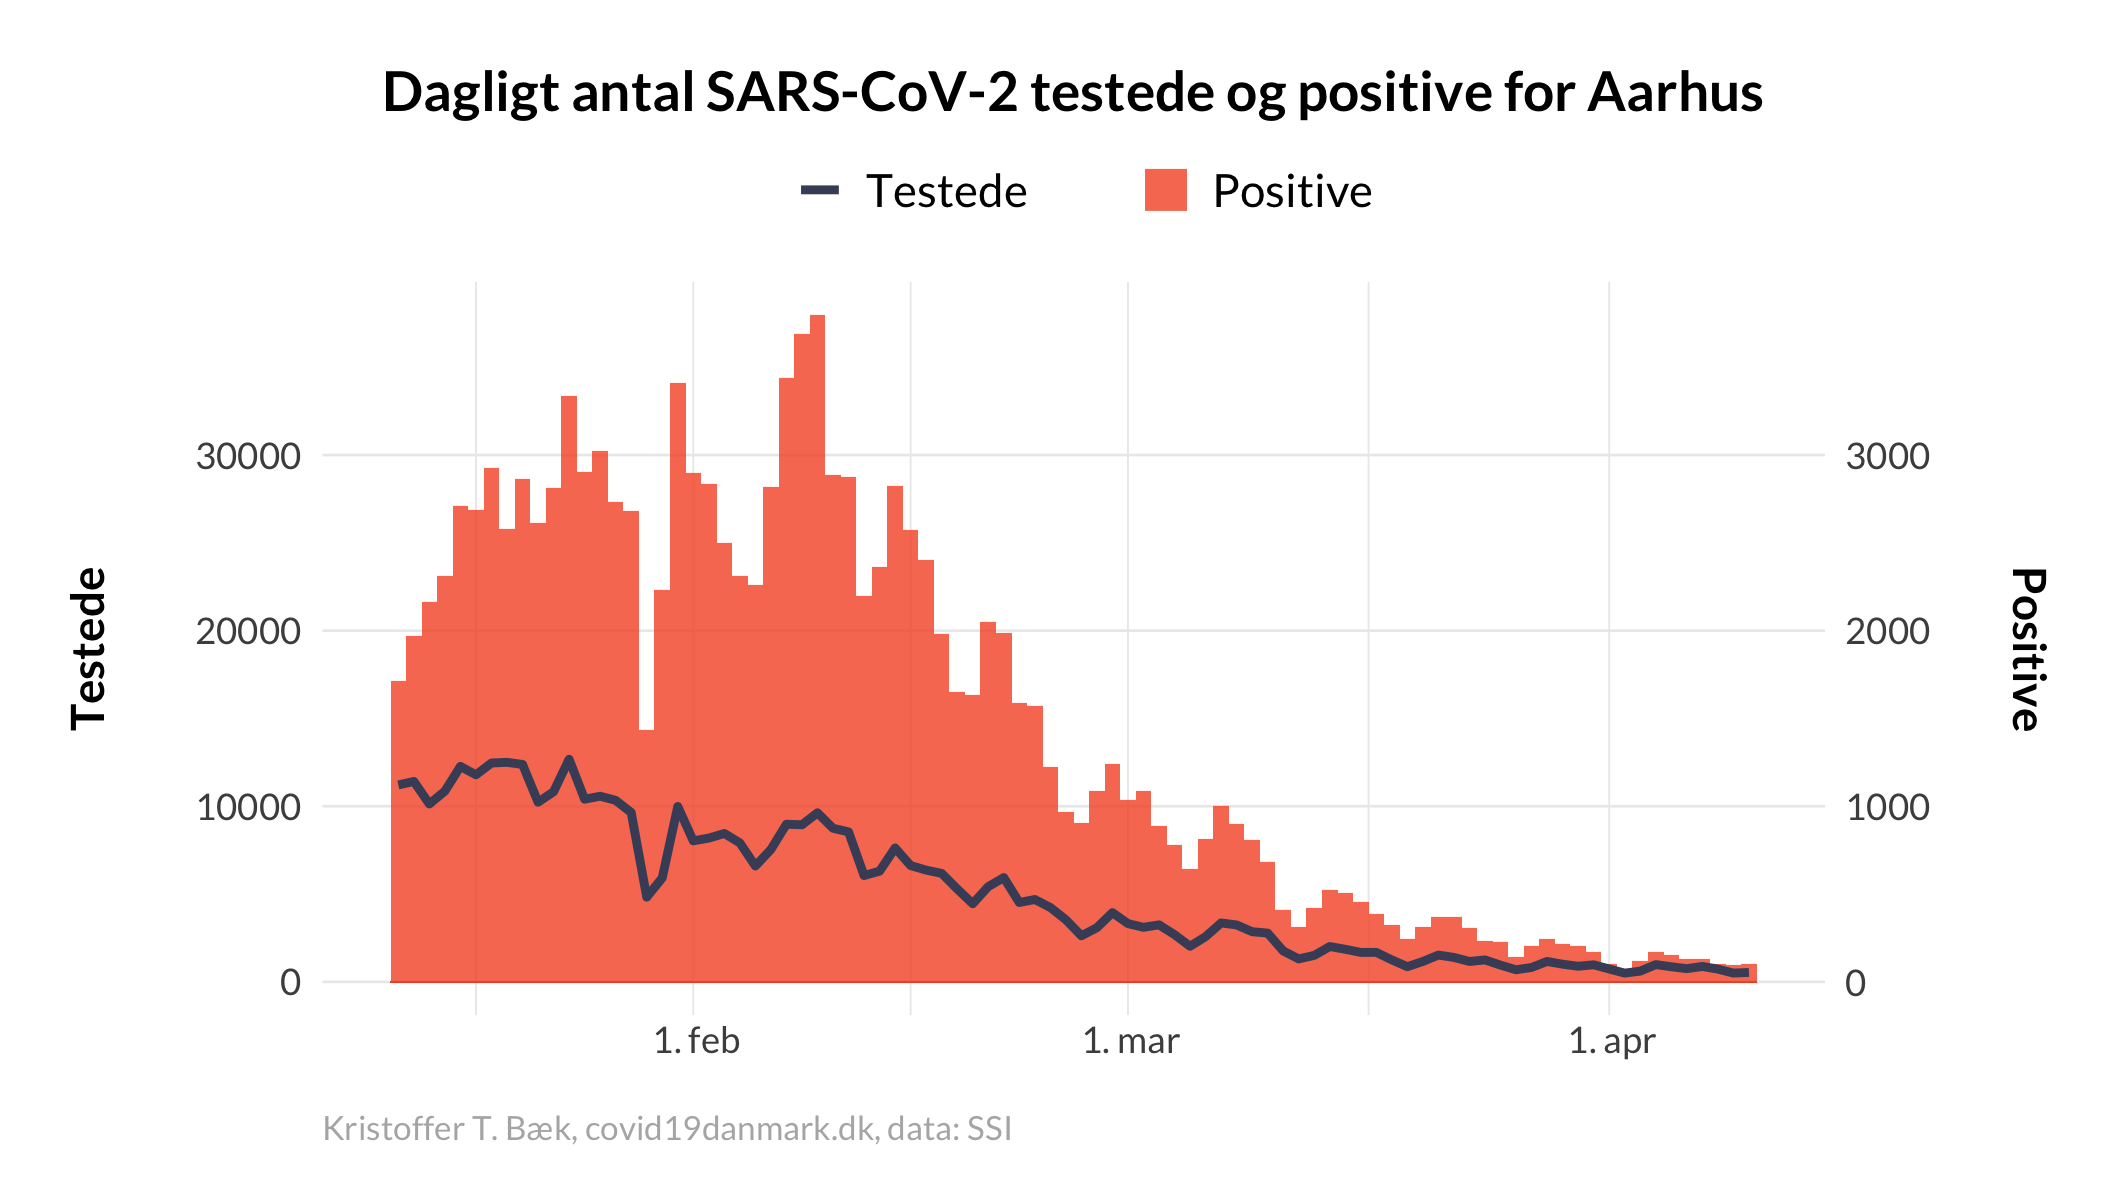 Dagligt antal SARS-CoV-2 testede og positive for Aarhus
Testede
Positive
30000
20000
10000
0
Testede
3000
2000
1000
0
Positive
1. feb
1. mar
1. apr
Kristoffer T. Bæk, covid19danmark.dk, data: SSI